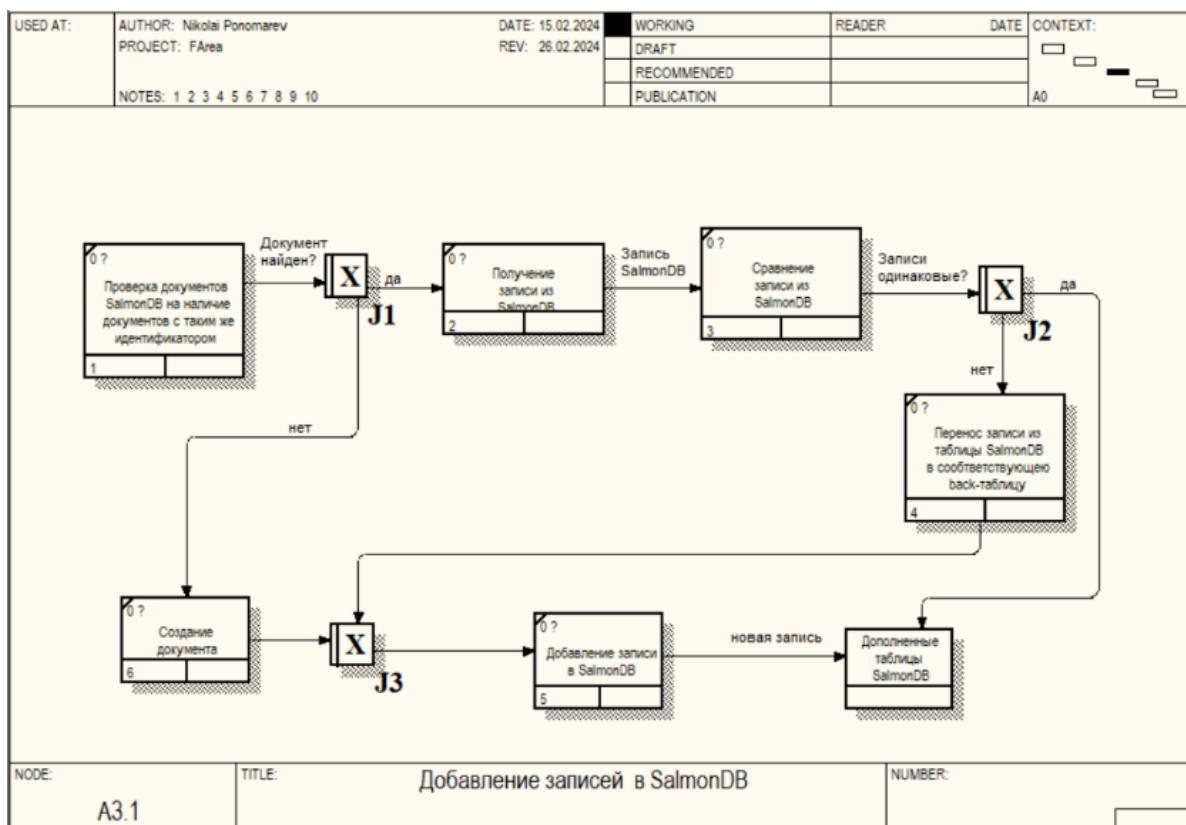 USED AT:
AUTHOR: Nikolai Ponomarev
DATE: 15.02.2024
PROJECT: FArea
REV: 26.02.2024
NOTES: 1 2 3 4 5 6 7 8 9 10
WORKING
DRAFT
RECOMMENDED
PUBLICATION
READER
DATE
CONTEXT:
A0
0 ?
Проверка документов
SalmonDB на наличие
документов с таким же
идентификатором
1
Документ
найден?
X
J1
да
0 ?
Получение
записи из
SalmonDB
2
Запись
SalmonDB
0 ?
Сравнение
записи из
SalmonDB
3
Записи
одинаковые?
X
J2
да
нет
нет
0 ?
Перенос записи из
таблицы SalmonDB
в сообтветствующею
back-таблицу
4
0 ?
Создание
документа
6
X
J3
0 ?
Добавление записи
в SalmonDB
5
новая запись
Дополненные
таблицы
SalmonDB
NODE:
A3.1
TITLE:
Добавление записей в SalmonDB
NUMBER: